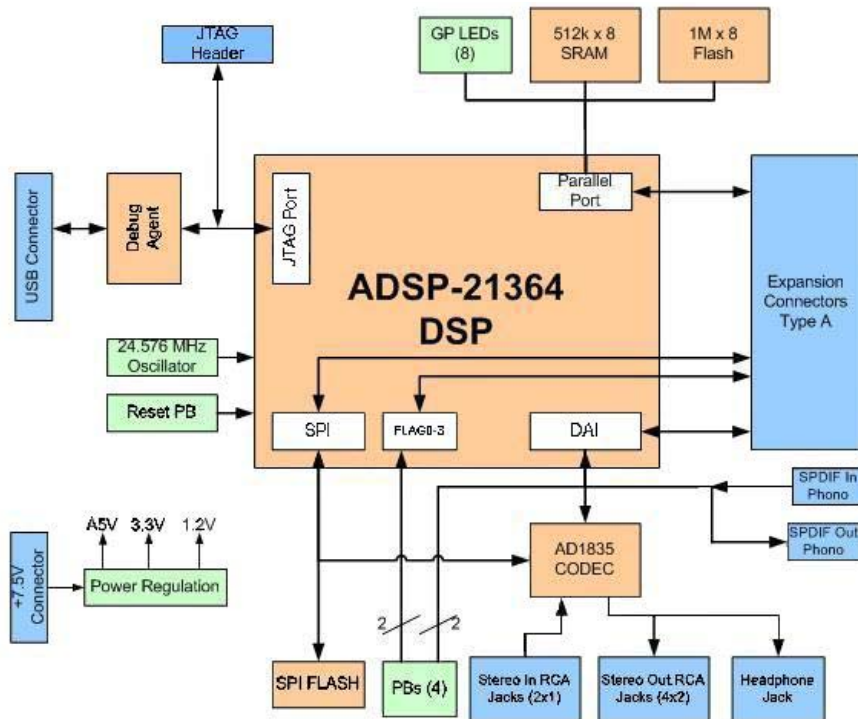 JTAG
Header
GP LEDs
(8)
512k x 8
SRAM
1M x 8
Flash
USB Connector
Debug
Agent
JTAG Port
Parallel
Port
ADSP-21364
DSP
Expansion
Connectors
Type A
24.576 MHz
Oscillator
Reset PB
SPI
FLAG0-3
DAI
SPDIF In
Phono
SPDIF Out
Phono
A5V
3.3V
1.2V
+7.5V
Connector
Power Regulation
AD1835
CODEC
2
2
SPI FLASH
PBs (4)
Stereo In RCA
Jacks (2x1)
Stereo Out RCA
Jacks (4x2)
Headphone
Jack